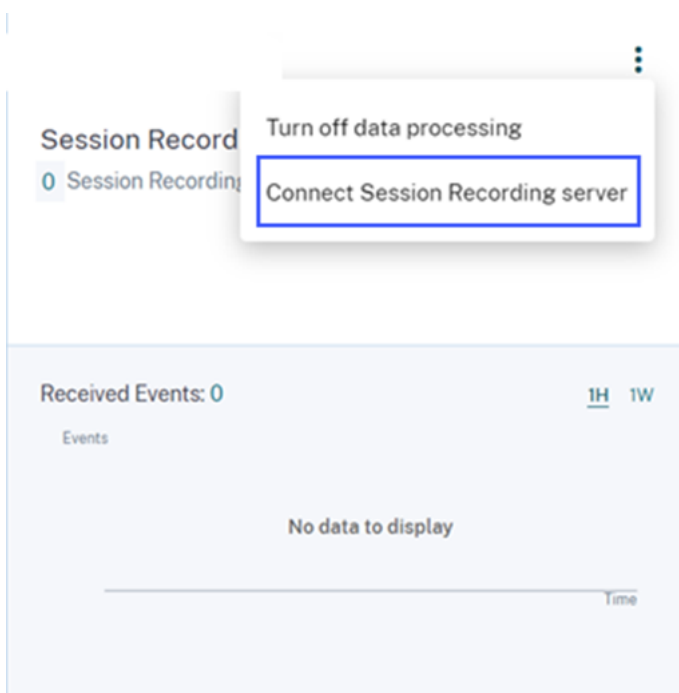 Turn off data processing
Session Record
0 Session Recording
Connect Session Recording server
Received Events: 0
1H 1W
Events
No data to display
Time